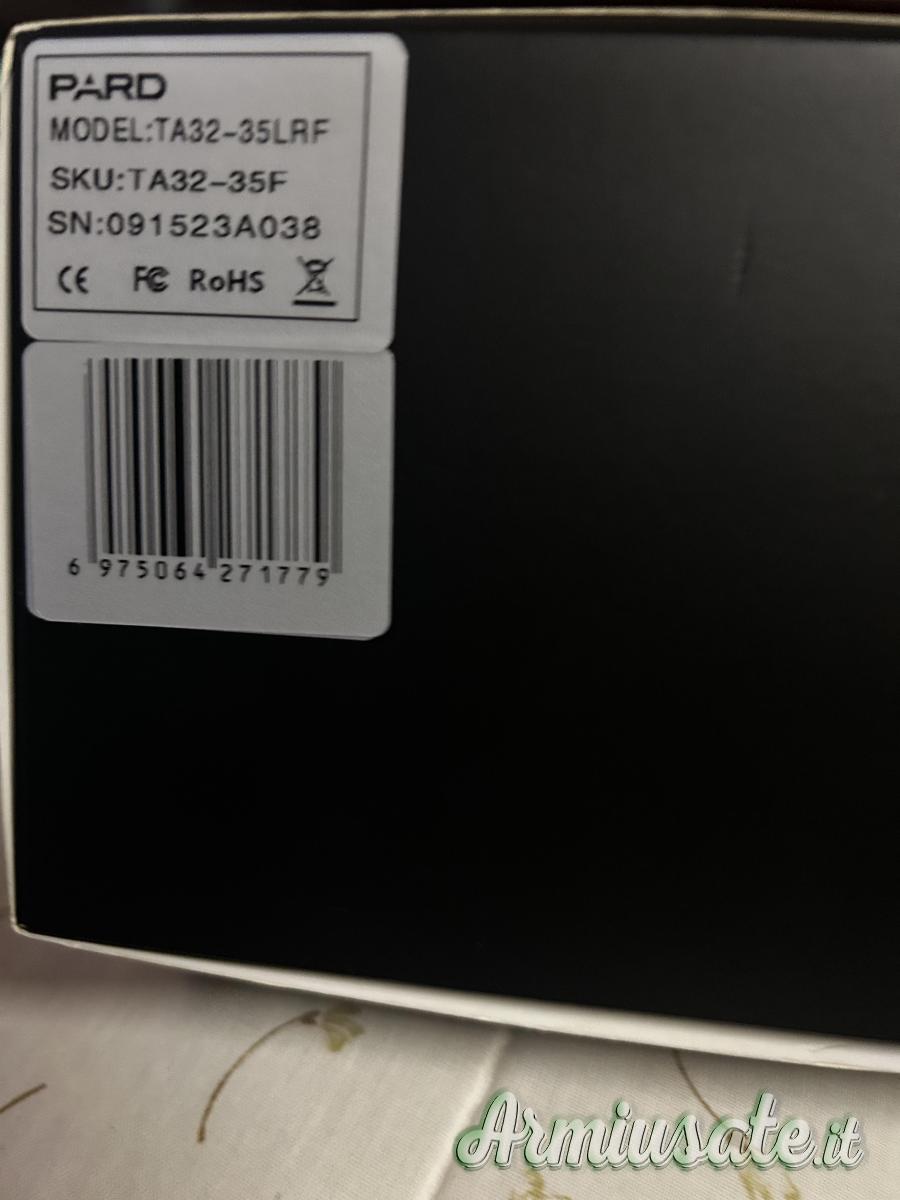 PARD
MODEL:TA32-35LRF
SKU:TA32-35F
SN:091523A038
CE FC RoHS
6 975064 271779
Armiusate.it